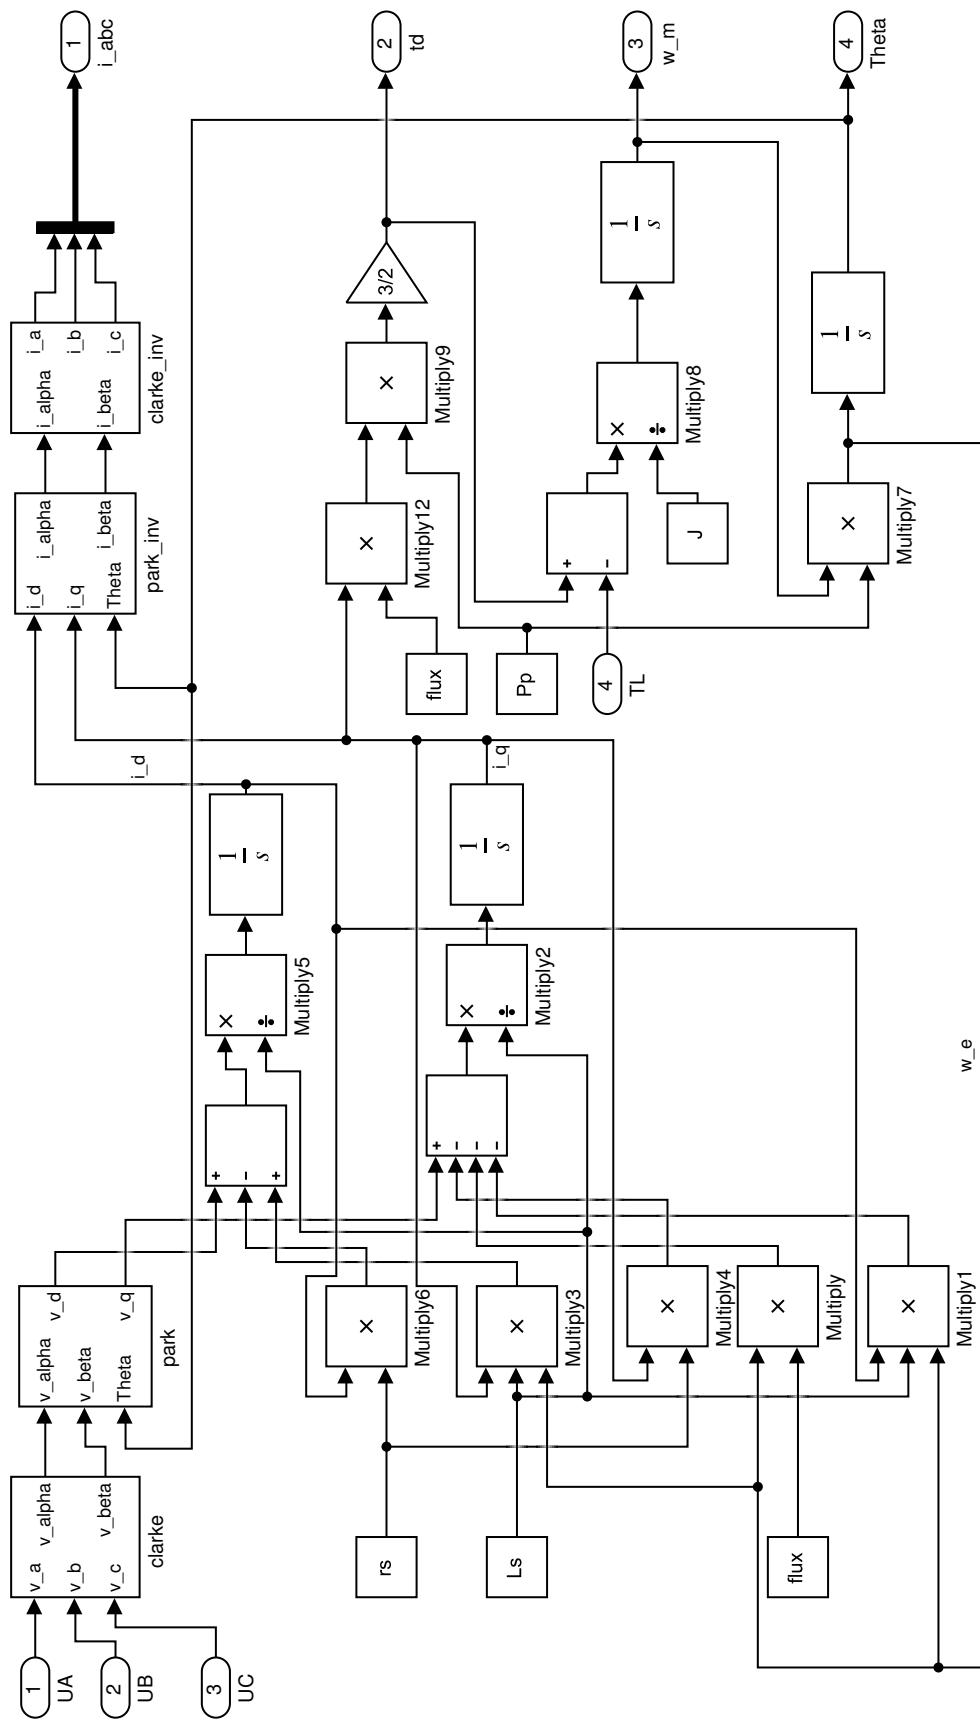 1
UA
2
UB
3
UC
v_a
v_b
v_c
v_alpha
v_beta
clarke
v_alpha
v_beta
Theta
v_d
v_q
park
rs
Ls
flux
×
Multiply6
×
Multiply3
×
Multiply4
×
Multiply
×
Multiply1
+
−
+
+
−
−
−
×
÷
Multiply5
×
÷
Multiply2
w_e
1
s
1
s
i_d
i_q
flux
Pp
4
TL
i_d
i_q
Theta
i_alpha
i_beta
park_inv
×
Multiply12
+
−
J
×
Multiply7
i_alpha
i_beta
i_a
i_b
i_c
clarke_inv
×
Multiply9
×
÷
Multiply8
3/2
1
s
1
s
1
i_abc
2
td
3
w_m
4
Theta